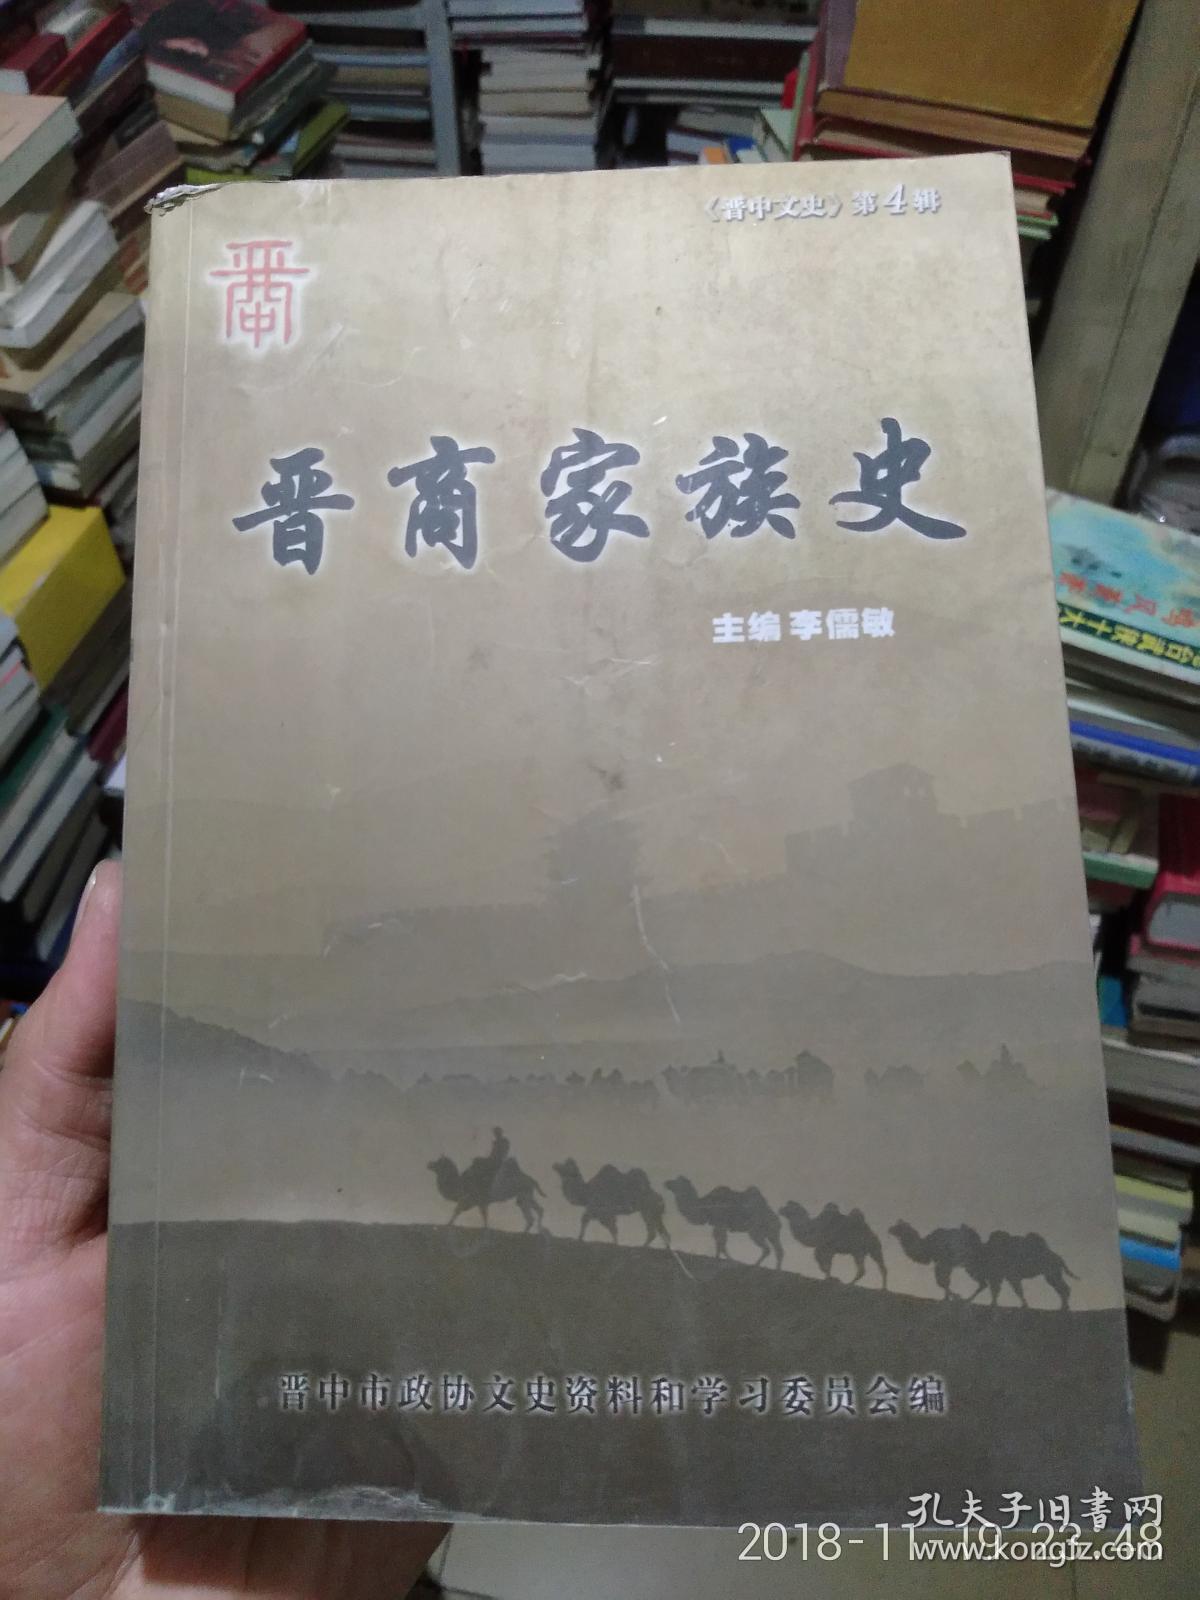 《晋中文史》第4辑
晋中
晋商家族史
主编 李儒敏
晋中市政协文史资料和学习委员会编
孔夫子旧書网
2018-11-19 23:48
www.kongfz.com